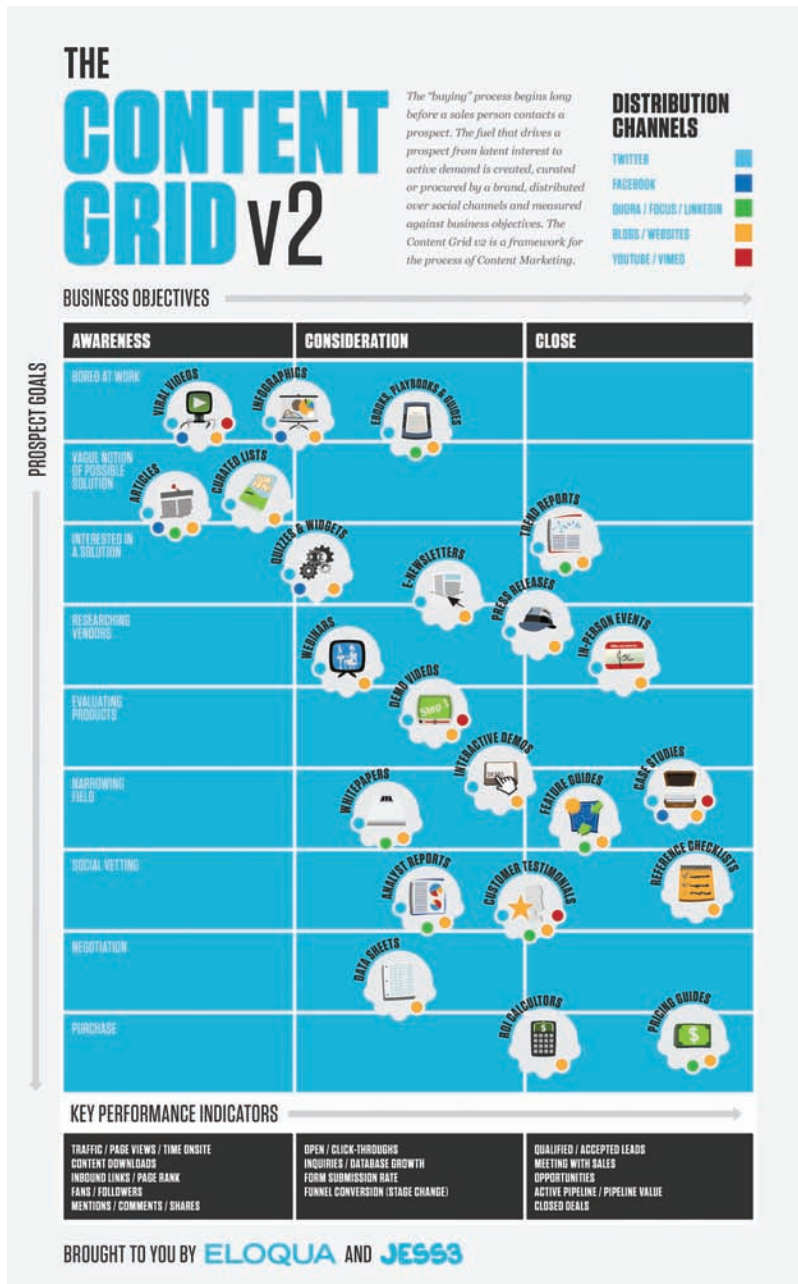 THE
CONTENT
GRID v2
The "buying" process begins long
before a sales person contacts a
prospect. The fuel that drives a
prospect from latent interest to
active demand is created, curated
or procured by a brand, distributed
over social channels and measured
against business objectives. The
Content Grid v2 is a framework for
the process of Content Marketing.
DISTRIBUTION
CHANNELS
TWITTER
FACEBOOK
QUORA / FOCUS / LINKEDIN
BLOGS / WEBSITES
YOUTUBE / VIMEO
BUSINESS OBJECTIVES
PROSPECT GOALS
AWARENESS
CONSIDERATION
CLOSE
BORED AT WORK
VIRAL VIDEOS
INFOGRAPHICS
EBOOKS, PLAYBOOKS & GUIDES
VAGUE NOTION
OF POSSIBLE
SOLUTION
ARTICLES
CURATED LISTS
TREND REPORTS
INTERESTED IN
A SOLUTION
QUIZZES & WIDGETS
E-NEWSLETTERS
PRESS RELEASES
RESEARCHING
VENDORS
WEBINARS
IN-PERSON EVENTS
EVALUATING
PRODUCTS
DEMO VIDEOS
Step 1
INTERACTIVE DEMOS
DEMO
NARROWING
FIELD
WHITEPAPERS
FEATURE GUIDES
CASE STUDIES
SOCIAL VETTING
ANALYST REPORTS
CUSTOMER TESTIMONIALS
REFERENCE CHECKLISTS
NEGOTIATION
DATA SHEETS
PURCHASE
ROI CALCULTORS
$
PRICING GUIDES
$
KEY PERFORMANCE INDICATORS
TRAFFIC / PAGE VIEWS / TIME ONSITE
CONTENT DOWNLOADS
INBOUND LINKS / PAGE RANK
FANS / FOLLOWERS
MENTIONS / COMMENTS / SHARES
OPEN / CLICK-THROUGHS
INQUIRIES / DATABASE GROWTH
FORM SUBMISSION RATE
FUNNEL CONVERSION (STAGE CHANGE)
QUALIFIED / ACCEPTED LEADS
MEETING WITH SALES
OPPORTUNITIES
ACTIVE PIPELINE / PIPELINE VALUE
CLOSED DEALS
BROUGHT TO YOU BY ELOQUA AND JESS3